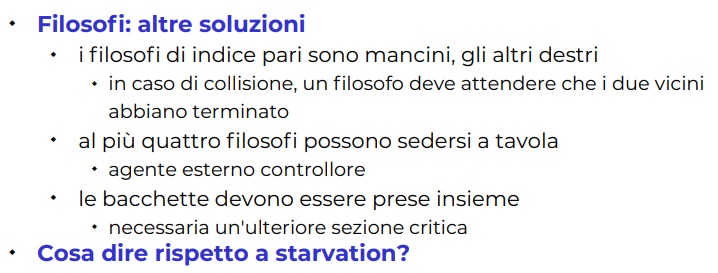 Filosofi: altre soluzioni
i filosofi di indice pari sono mancini, gli altri destri
in caso di collisione, un filosofo deve attendere che i due vicini
abbiano terminato
al più quattro filosofi possono sedersi a tavola
agente esterno controllore
le bacchette devono essere prese insieme
necessaria un'ulteriore sezione critica
Cosa dire rispetto a starvation?